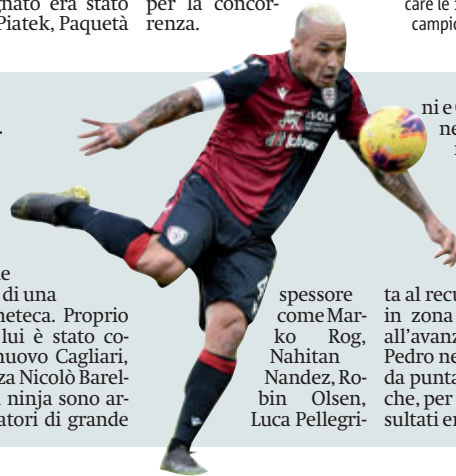 gnato era stato
Piatek, Paquetà
per la concor-
renza.
care le
campio
di una
neteca. Proprio
lui è stato co-
nuovo Cagliari,
za Nicolò Barel-
ninja sono ar-
atori di grande
SOLA
spessore
come Mar-
ko Rog,
Nahitan
Nandez, Ro-
bin Olsen,
Luca Pellegri-
ni e
ne
ta al recu
in zona
all'avanz
Pedro ne
da punta
che, per
sultati e